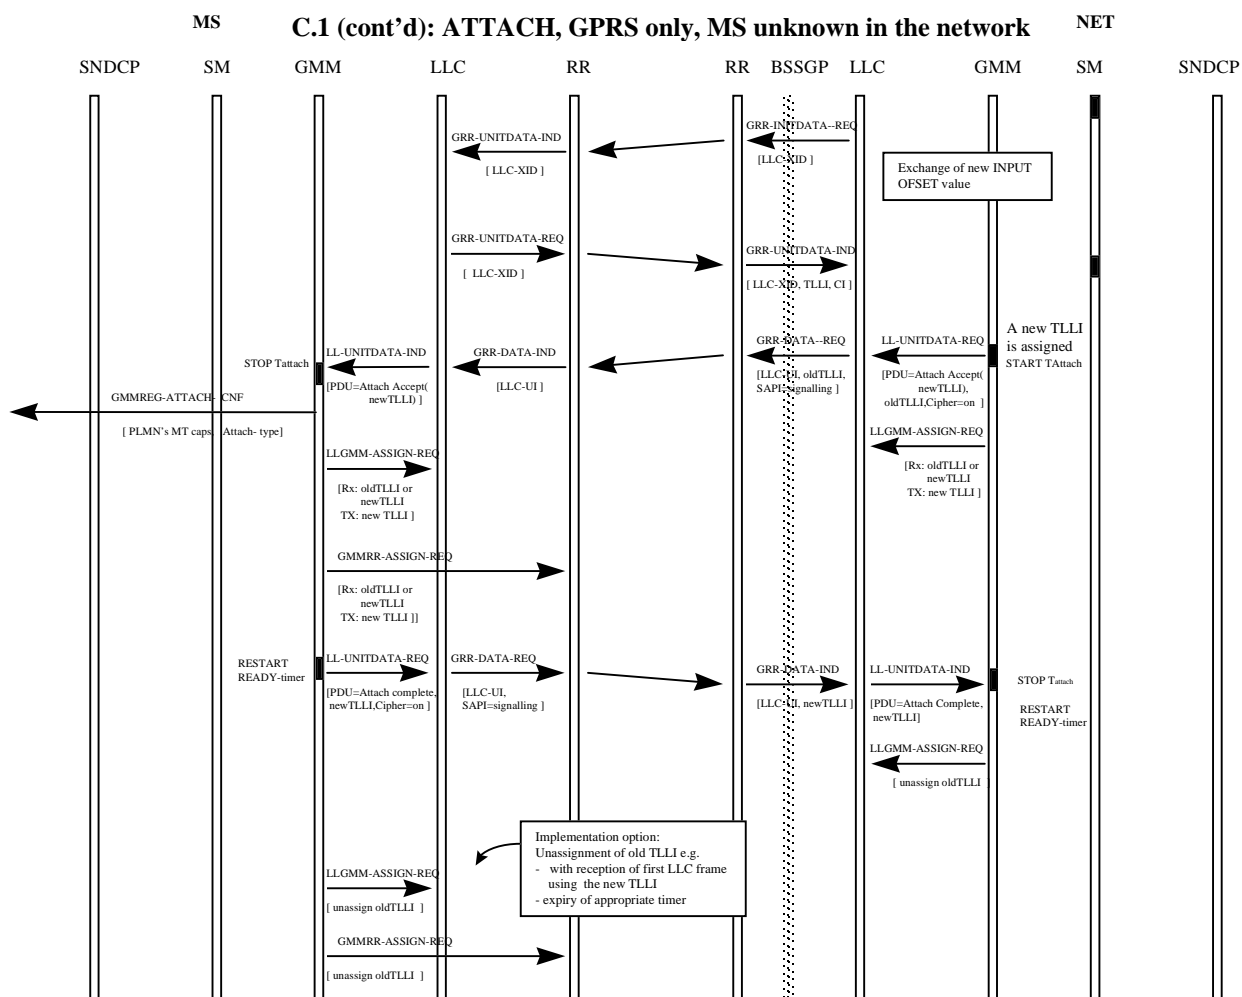 MS
C.1 (cont'd): ATTACH, GPRS only, MS unknown in the network
NET
SNDCP SM GMM LLC RR RR BSSGP LLC GMM SM SNDCP
GRR-UNITDATA-IND
GRR-INITDATA--REQ
[ LLC-XID ]
[LLC-XID ]
Exchange of new INPUT
OFSET value
GRR-UNITDATA-REQ
GRR-UNITDATA-IND
[ LLC-XID ]
[ LLC-XID, TLLI, CI ]
A new TLLI
is assigned
START TAttach
STOP Tattach
LL-UNITDATA-IND
GRR-DATA-IND
GRR-DATA--REQ
LL-UNITDATA-REQ
[PDU=Attach Accept(
newTLLI) ]
[LLC-UI ]
[LLC-UI, oldTLLI,
SAPI=signalling ]
[PDU=Attach Accept(
newTLLI),
oldTLLI,Cipher=on ]
GMMREG-ATTACH- CNF
[ PLMN's MT caps, Attach- type]
LLGMM-ASSIGN-REQ
[Rx: oldTLLI or
newTLLI
TX: new TLLI ]
LLGMM-ASSIGN-REQ
[Rx: oldTLLI or
newTLLI
TX: new TLLI ]
GMMRR-ASSIGN-REQ
[Rx: oldTLLI or
newTLLI
TX: new TLLI ]]
RESTART
READY-timer
LL-UNITDATA-REQ
GRR-DATA-REQ
GRR-DATA-IND
LL-UNITDATA-IND
[PDU=Attach complete,
newTLLI,Cipher=on ]
[LLC-UI,
SAPI=signalling ]
[LLC-UI, newTLLI ]
[PDU=Attach Complete,
newTLLI]
STOP Tattach
RESTART
READY-timer
LLGMM-ASSIGN-REQ
[ unassign oldTLLI ]
Implementation option:
Unassignment of old TLLI e.g.
- with reception of first LLC frame
using the new TLLI
- expiry of appropriate timer
LLGMM-ASSIGN-REQ
[ unassign oldTLLI ]
GMMRR-ASSIGN-REQ
[ unassign oldTLLI ]